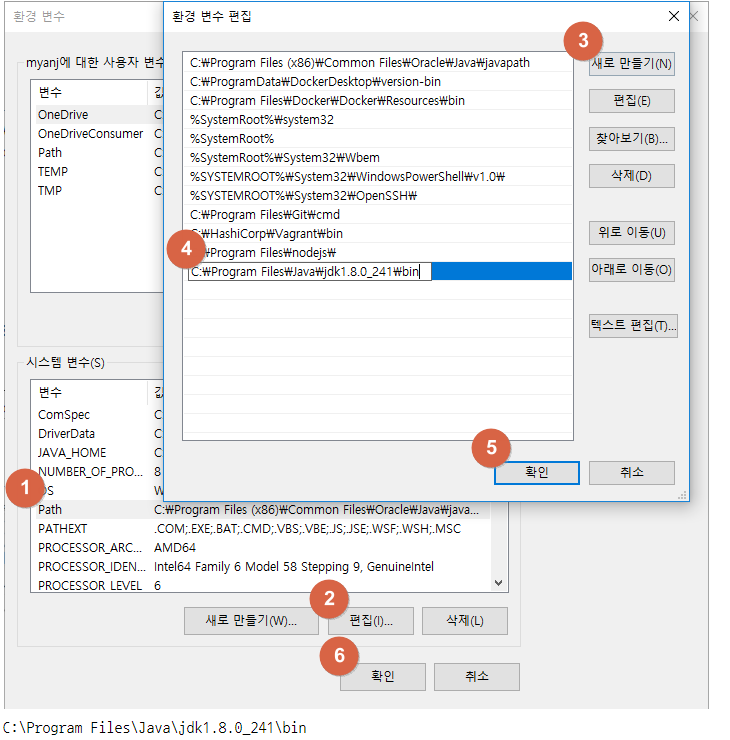 환경 변수
환경 변수 편집
myanj에 대한 사용자 변수
변수
값
OneDrive
C
OneDriveConsumer
C
Path
C
TEMP
C
TMP
C
C:₩Program Files (x86)₩Common Files₩Oracle₩Java₩javapath
C:₩ProgramData₩DockerDesktop₩version-bin
C:₩Program Files₩Docker₩Docker₩Resources₩bin
%SystemRoot%₩system32
%SystemRoot%
%SystemRoot%₩System32₩Wbem
%SYSTEMROOT%₩System32₩WindowsPowerShell₩v1.0₩
%SYSTEMROOT%₩System32₩OpenSSH₩
C:₩Program Files₩Git₩cmd
C:₩HashiCorp₩Vagrant₩bin
₩Program Files₩nodejs₩
4
C:₩Program Files₩Java₩jdk1.8.0_241₩bin
3
새로 만들기(N)
편집(E)
찾아보기(B)...
삭제(D)
위로 이동(U)
아래로 이동(O)
텍스트 편집(T)...
5
확인
취소
시스템 변수(S)
변수
값
ComSpec
C
DriverData
C
JAVA_HOME
C
NUMBER_OF_PRO...
8
1
OS
W
Path
C:₩Program Files (x86)₩Common Files₩Oracle₩Java₩java...
PATHEXT
.COM;.EXE;.BAT;.CMD;.VBS;.VBE;.JS;.JSE;.WSF;.WSH;.MSC
PROCESSOR_ARC...
AMD64
PROCESSOR_IDEN...
Intel64 Family 6 Model 58 Stepping 9, GenuineIntel
PROCESSOR LEVEL
6
2
새로 만들기(W)...
편집(I)...
삭제(L)
6
확인
취소
C:\Program Files\Java\jdk1.8.0_241\bin